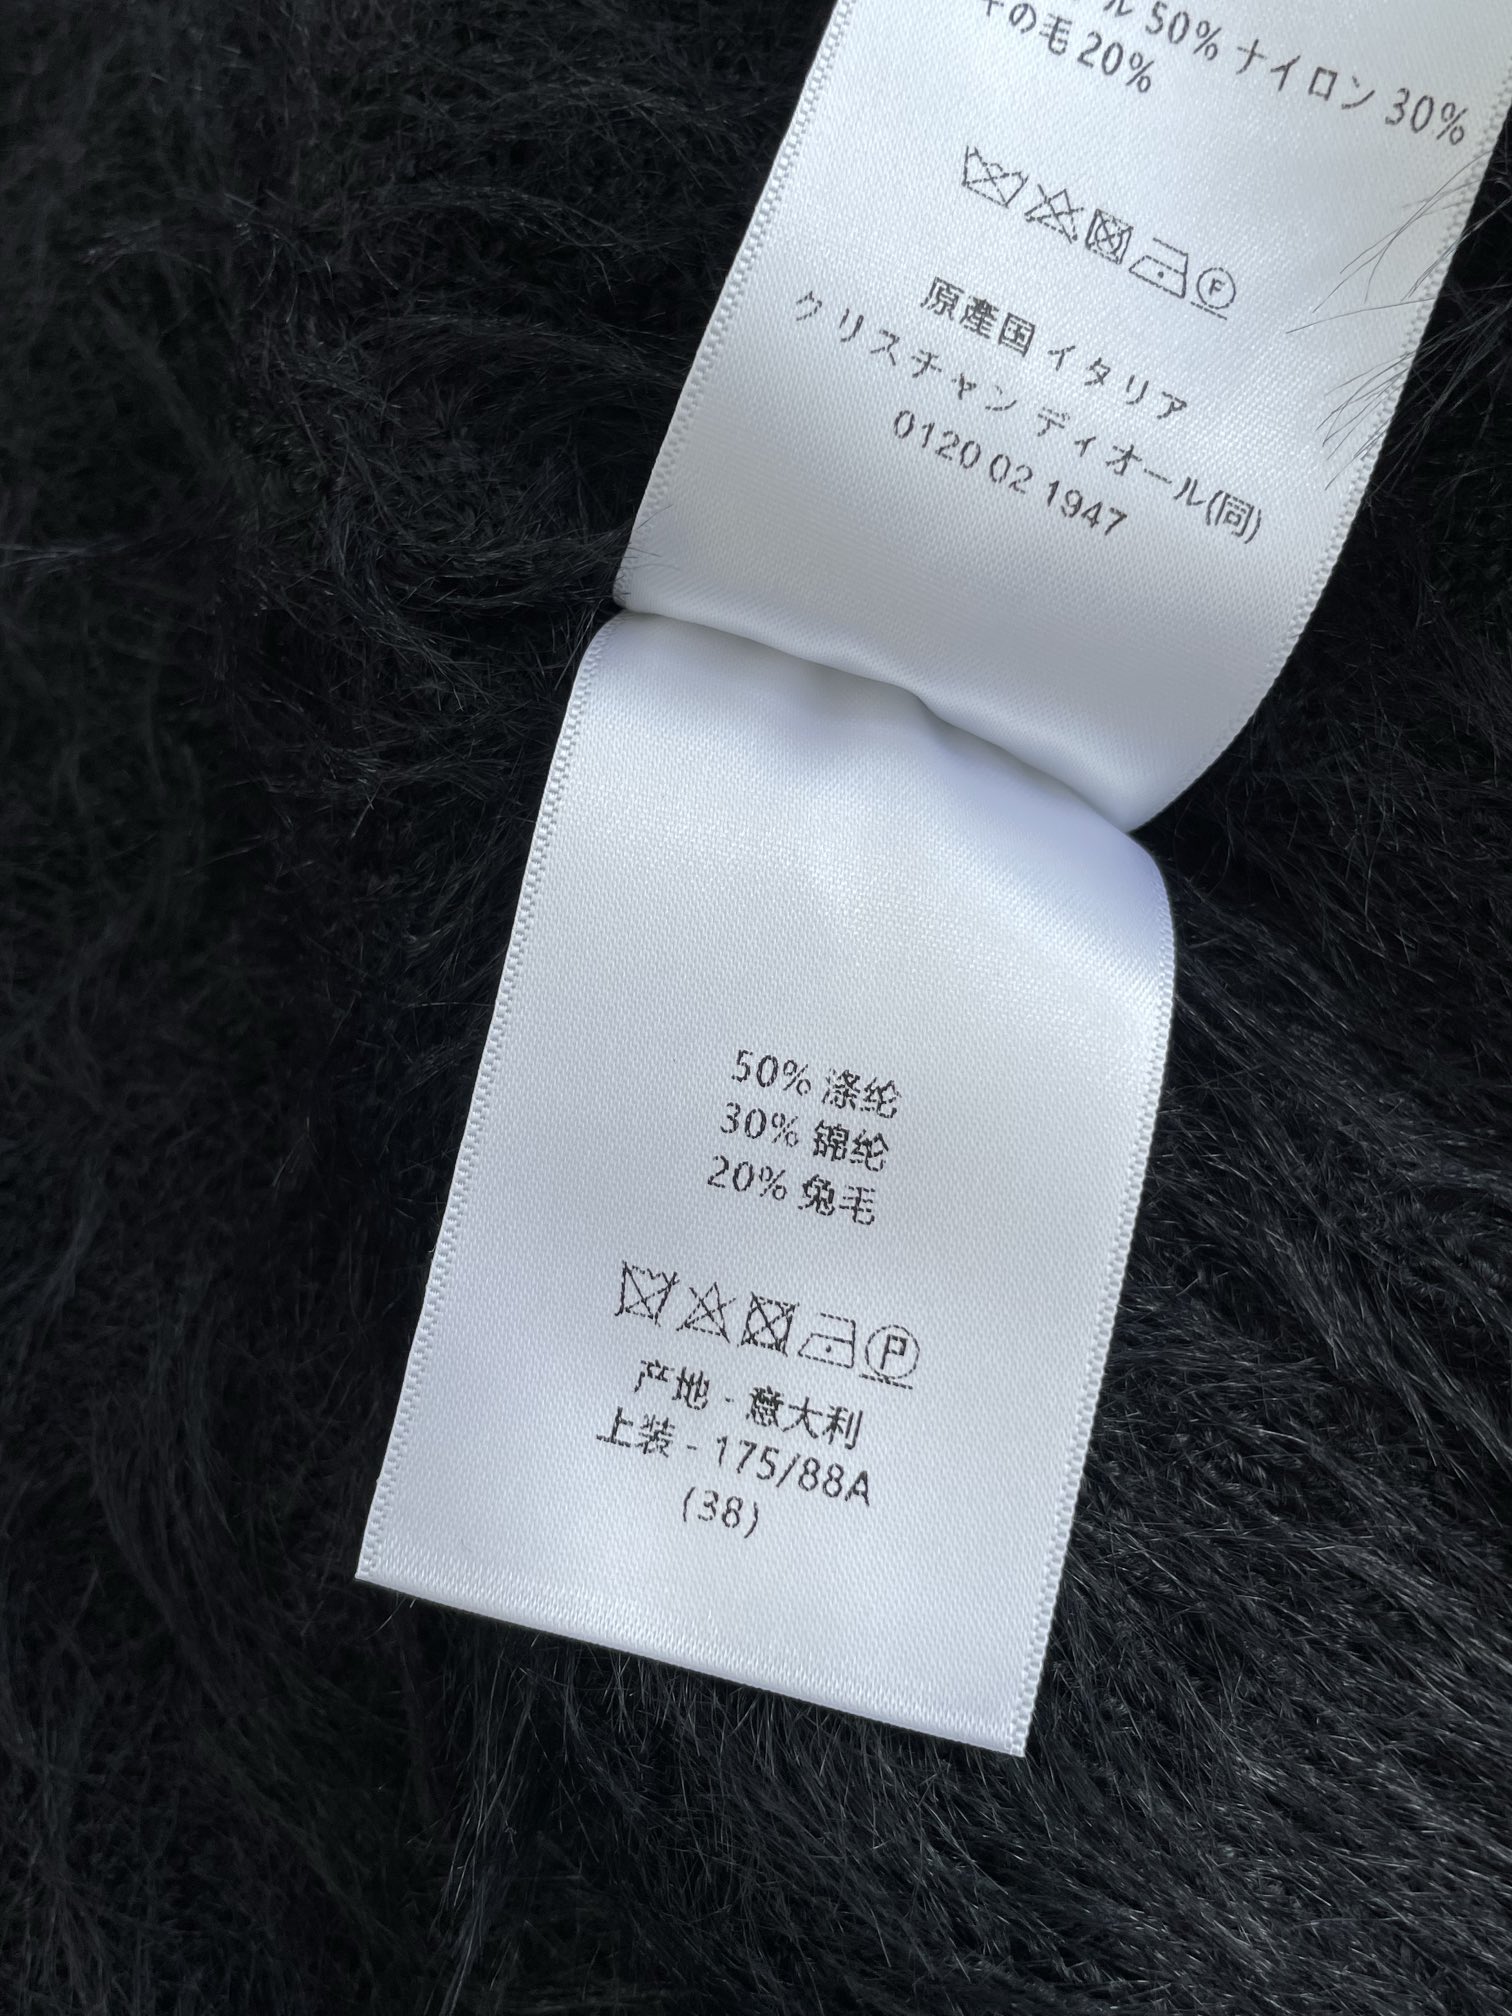 ル 50% ナイロン 30%
の毛 20%
F
原産国 イタリア
クリスチャン ディオール(同)
0120 02 1947
50% 涤纶
30% 锦纶
20% 兔毛
P
产地 - 意大利
上装 - 175/88A
(38)